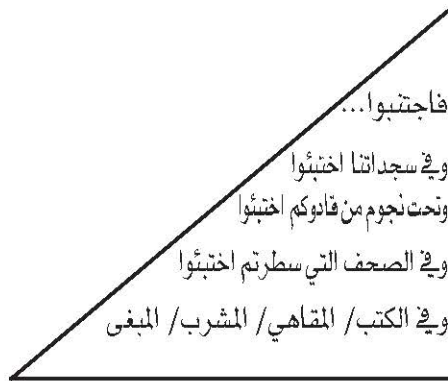 فاجتنبوا...
وفي سجداتنا اختبئوا
وتحت نجوم من قادوكم اختبئوا
وفي الصحف التي سطرتم اختبئوا
وفي الكتب/ المقاهي/ المشرب/ المبغى